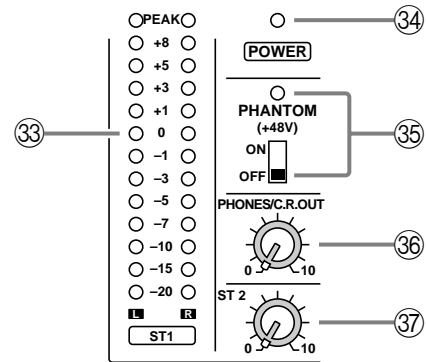 PEAK
+8
+5
+3
+1
0
–1
–3
–5
–7
–10
–15
–20
L R
ST1
33
POWER
34
PHANTOM
(+48V)
ON
OFF
35
PHONES/C.R.OUT
0 10
36
ST 2
0 10
37